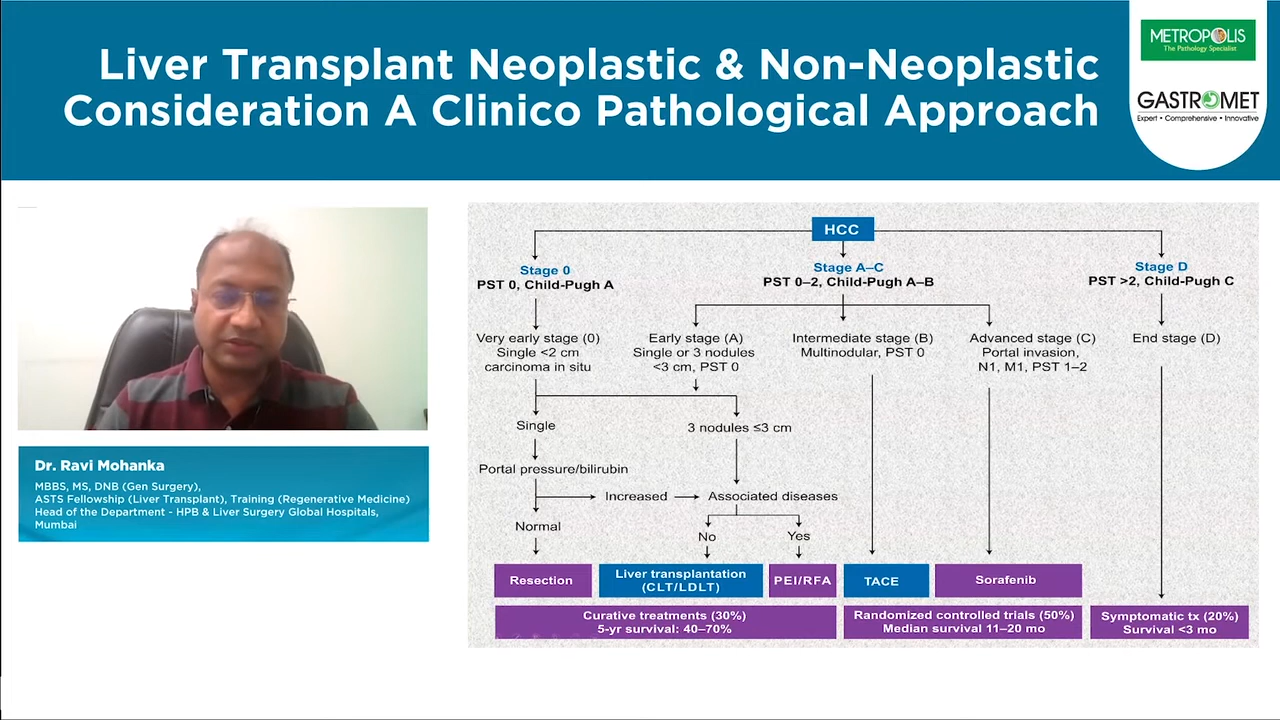 Liver Transplant Neoplastic & Non-Neoplastic
Consideration A Clinico Pathological Approach
METROPOLIS
The Pathology Specialist
GASTROMET
Expert • Comprehensive • Innovative
Dr. Ravi Mohanka
MBBS, MS, DNB (Gen Surgery),
ASTS Fellowship (Liver Transplant), Training (Regenerative Medicine)
Head of the Department - HPB & Liver Surgery Global Hospitals,
Mumbai
HCC
Stage 0
PST 0, Child-Pugh A
Stage A–C
PST 0–2, Child-Pugh A–B
Stage D
PST >2, Child-Pugh C
Very early stage (0)
Single <2 cm
carcinoma in situ
Early stage (A)
Single or 3 nodules
<3 cm, PST 0
Intermediate stage (B)
Multinodular, PST 0
Advanced stage (C)
Portal invasion,
N1, M1, PST 1–2
End stage (D)
Single
3 nodules ≤3 cm
Portal pressure/bilirubin
Increased
Associated diseases
Normal
No
Yes
Resection
Liver transplantation
(CLT/LDLT)
PEI/RFA
TACE
Sorafenib
Curative treatments (30%)
5-yr survival: 40–70%
Randomized controlled trials (50%)
Median survival 11–20 mo
Symptomatic tx (20%)
Survival <3 mo